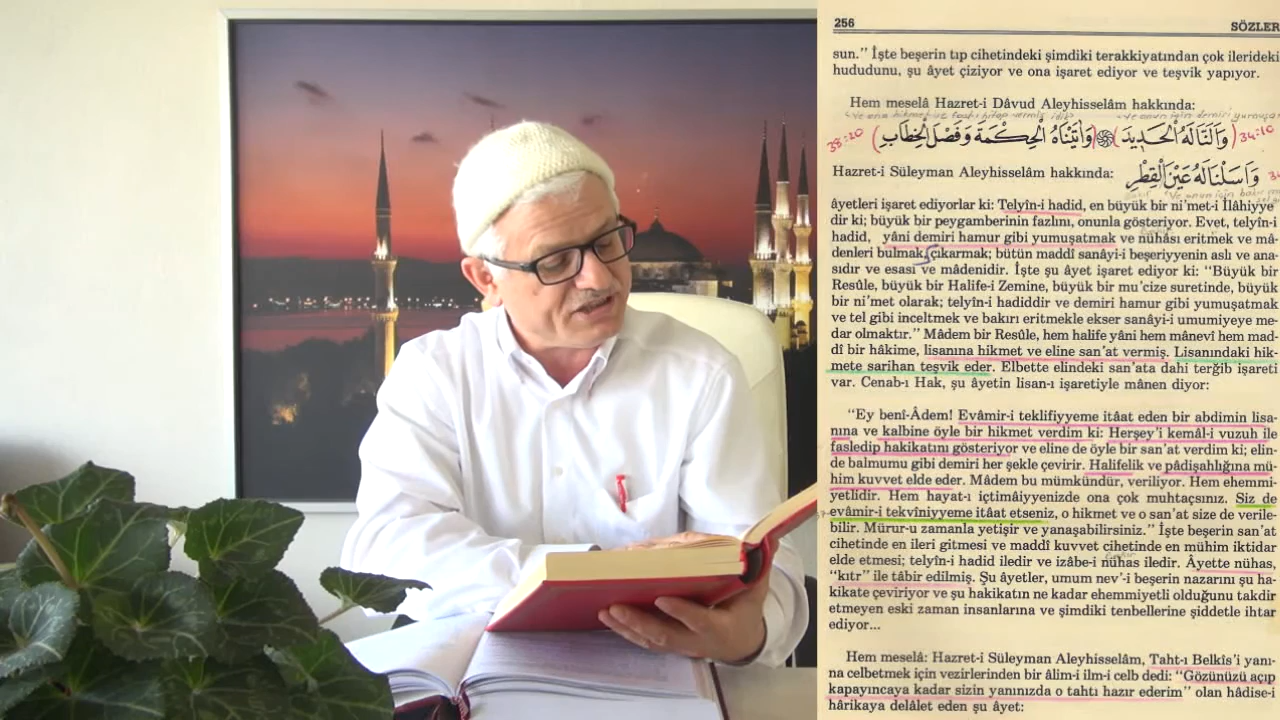 256
SÖZLER
sun.” İşte beşerin tıp cihetindeki şimdiki terakkiyatından çok ilerideki
hududunu, şu âyet çiziyor ve ona işaret ediyor ve teşvik yapıyor.
Hem meselâ Hazret-i Dâvud Aleyhisselâm hakkında:
38:20 (وَاٰتَيْنَاهُ الْحِكْمَةَ وَفَصْلَ الْخِطَابِ) (وَاَلَنَّا لَهُ الْحَدِيدَ) 34:10
Hazret-i Süleyman Aleyhisselâm hakkında: وَاَسَلْنَا لَهُ عَيْنَ الْقِطْرِ
âyetleri işaret ediyorlar ki: Telyîn-i hadid, en büyük bir ni’met-i İlâhiyye
dir ki; büyük bir peygamberinin fazlını, onunla gösteriyor. Evet, telyîn-i
hadid, yâni demiri hamur gibi yumuşatmak ve nühâsı eritmek ve mâ-
denleri bulmak, çıkarmak; bütün maddî sanâyi-i beşeriyyenin aslı ve ana-
sıdır ve esası ve mâdenidir. İşte şu âyet işaret ediyor ki: “Büyük bir
Resûle, büyük bir Halife-i Zemine, büyük bir mu’cize suretinde, büyük
bir ni’met olarak; telyîn-i hadiddir ve demiri hamur gibi yumuşatmak
ve tel gibi inceltmek ve bakırı eritmekle ekser sanâyi-i umumiyeye me-
dar olmaktır.” Mâdem bir Resûle, hem halife yâni hem mânevî hem mad-
dî bir hâkime, lisanına hikmet ve eline san’at vermiş. Lisanındaki hik-
mete sarihan teşvik eder. Elbette elindeki san’ata dahi terğib işareti
var. Cenab-ı Hak, şu âyetin lisan-ı işaretiyle mânen diyor:
“Ey benî-Âdem! Evâmir-i teklifiyyeme itâat eden bir abdimin lisa-
nına ve kalbine öyle bir hikmet verdim ki: Herşey’i kemâl-i vuzuh ile
fasledip hakikatını gösteriyor ve eline de öyle bir san’at verdim ki; elin-
de balmumu gibi demiri her şekle çevirir. Halifelik ve pâdişahlığına mü-
him kuvvet elde eder. Mâdem bu mümkündür, veriliyor. Hem ehemmi-
yetlidir. Hem hayat-ı içtimâiyyenizde ona çok muhtaçsınız. Siz de
evâmir-i tekvîniyyeme itâat etseniz, o hikmet ve o san’at size de verile-
bilir. Mürur-u zamanla yetişir ve yanaşabilirsiniz.” İşte beşerin san’at
cihetinde en ileri gitmesi ve maddî kuvvet cihetinde en mühim iktidar
elde etmesi; telyîn-i hadid iledir ve izâbe-i nühas iledir. Âyette nühas,
“kıtr” ile tâbir edilmiş. Şu âyetler, umum nev’-i beşerin nazarını şu ha-
kikate çeviriyor ve şu hakikatın ne kadar ehemmiyetli olduğunu takdir
etmeyen eski zaman insanlarına ve şimdiki tenbellerine şiddetle ihtar
ediyor...
Hem meselâ: Hazret-i Süleyman Aleyhisselâm, Taht-ı Belkîs’i yanı-
na celbetmek için vezirlerinden bir âlim-i ilm-i celb dedi: “Gözünüzü açıp
kapayıncaya kadar sizin yanınızda o tahtı hazır ederim” olan hâdise-i
hârikaya delâlet eden şu âyet: